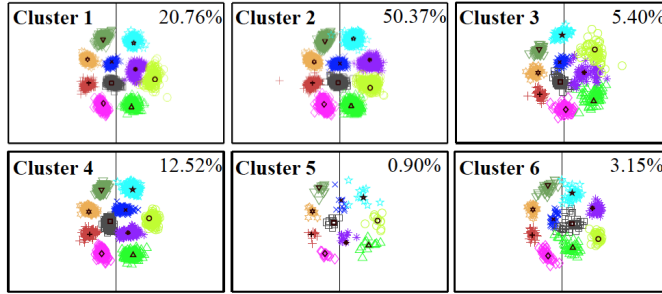 Cluster 1 20.76%
Cluster 2 50.37%
Cluster 3 5.40%
Cluster 4 12.52%
Cluster 5 0.90%
Cluster 6 3.15%